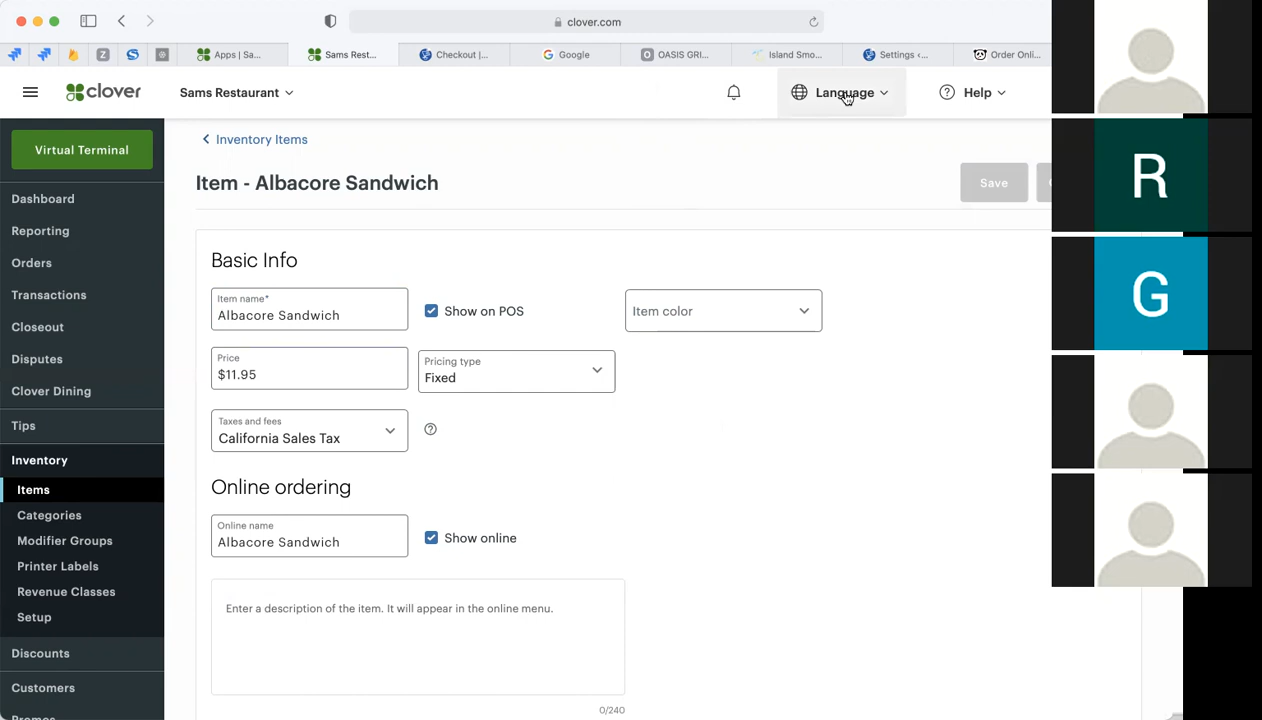 clover.com
Apps | Sa...
Sams Rest...
Checkout |...
Google
OASIS GRI...
Island Smo...
Settings ‹...
Order Onli...
clover
Sams Restaurant
Language
Help
Virtual Terminal
Inventory Items
Item - Albacore Sandwich
Save
Dashboard
Reporting
Orders
Transactions
Closeout
Disputes
Clover Dining
Tips
Inventory
Items
Categories
Modifier Groups
Printer Labels
Revenue Classes
Setup
Discounts
Customers
Promos
Basic Info
Item name*
Albacore Sandwich
Show on POS
Item color
Price
$11.95
Pricing type
Fixed
Taxes and fees
California Sales Tax
Online ordering
Online name
Albacore Sandwich
Show online
Enter a description of the item. It will appear in the online menu.
0/240
R
G